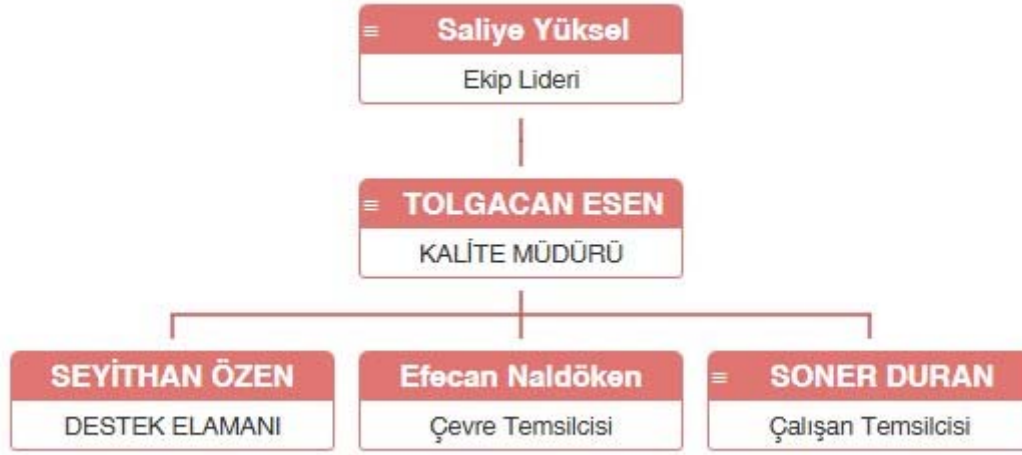 Saliye Yüksel
Ekip Lideri
TOLGACAN ESEN
KALİTE MÜDÜRÜ
SEYİTHAN ÖZEN
DESTEK ELAMANI
Efecan Naldöken
Çevre Temsilcisi
SONER DURAN
Çalışan Temsilcisi